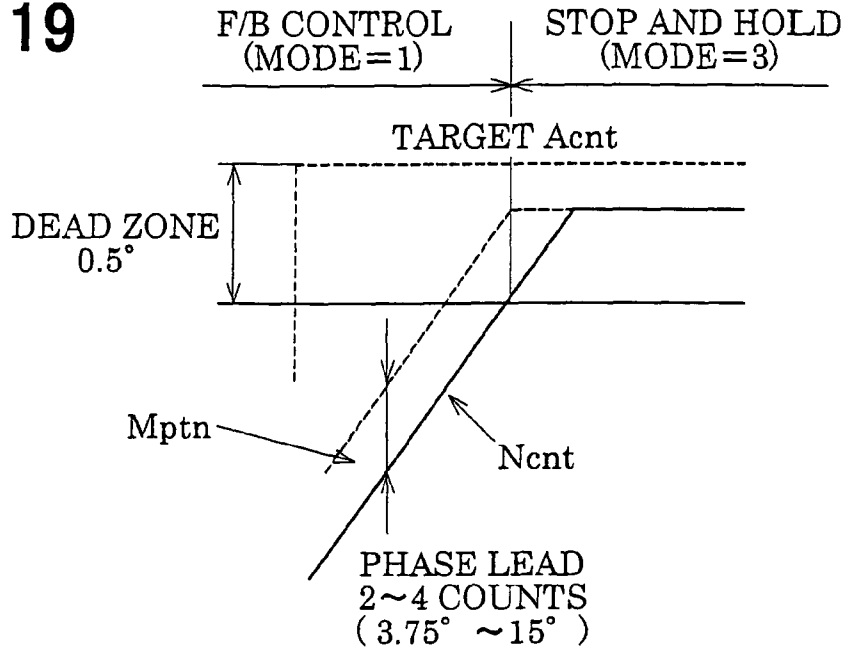 19
F/B CONTROL
(MODE=1)
STOP AND HOLD
(MODE=3)
TARGET Acnt
DEAD ZONE
0.5°
Mptn
Ncnt
PHASE LEAD
2~4 COUNTS
( 3.75° ~15° )